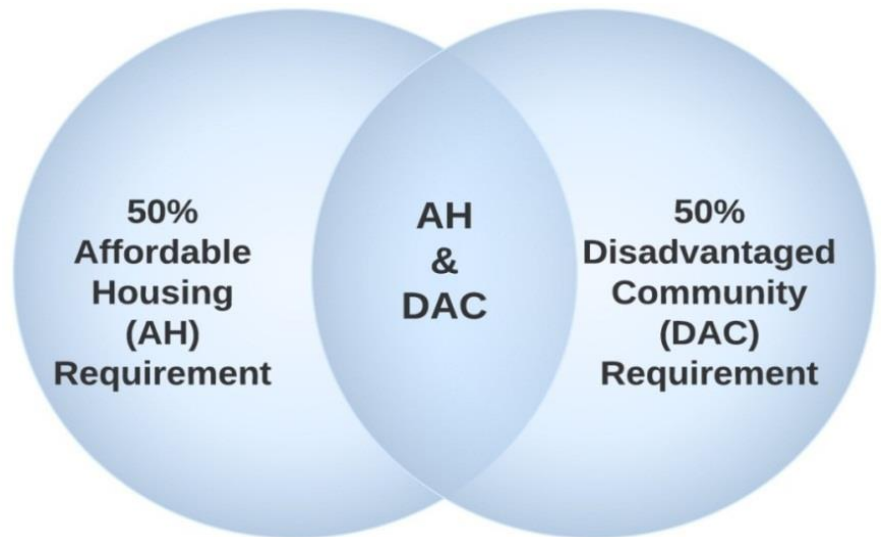 50%
Affordable
Housing
(AH)
Requirement
AH
&
DAC
50%
Disadvantaged
Community
(DAC)
Requirement